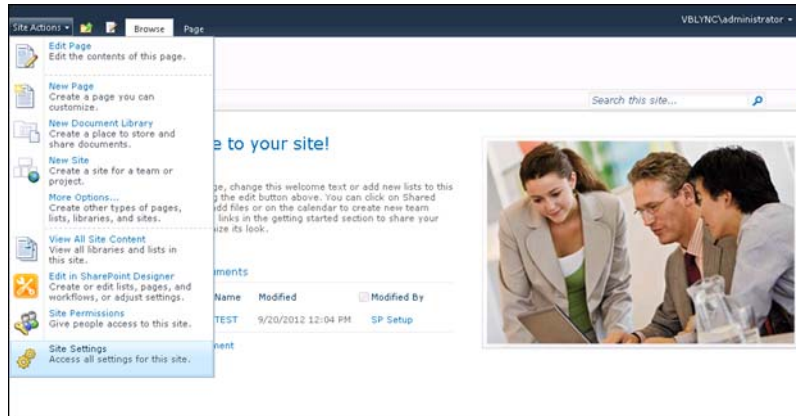 Site Actions Browse Page VBLYNC\administrator
Edit Page
Edit the contents of this page.
New Page
Create a page you can
customize.
Search this site...
New Document Library
Create a place to store and
share documents.
e to your site!
New Site
Create a site for a team or
project.
ge, change this welcome text or add new lists to this
More Options...
g the edit button above. You can click on Shared
Create other types of pages,
add files or on the calendar to create new team
lists, libraries, and sites.
links in the getting started section to share your
ize its look.
View All Site Content
View all libraries and lists in
this site.
Edit in SharePoint Designer
uments
Create or edit lists, pages, and
workflows, or adjust settings.
Name Modified Modified By
Site Permissions
Give people access to this site.
TEST 9/20/2012 12:04 PM SP Setup
Site Settings
ment
Access all settings for this site.